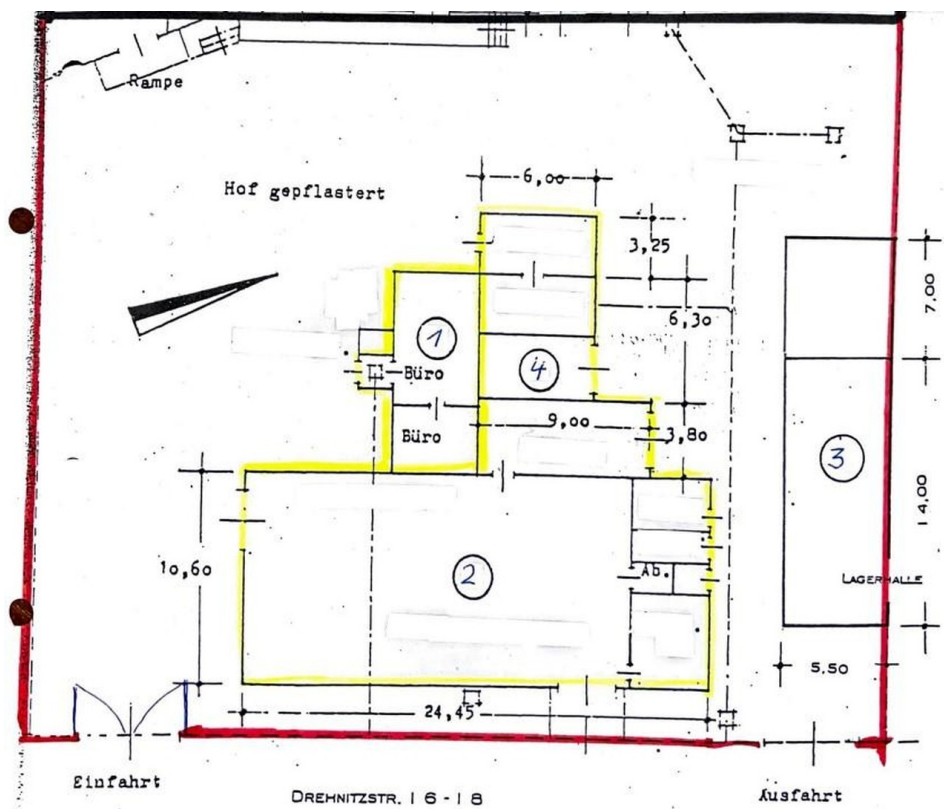 Rampe
Hof gepflastert
6,00
3,25
6,30
7,00
1
Büro
4
Büro
9,00
3,80
3
14,00
10,60
2
Ab.
LAGERHALLE
5,50
24,45
Einfahrt
DREHNITZSTR. 16-18
Ausfahrt